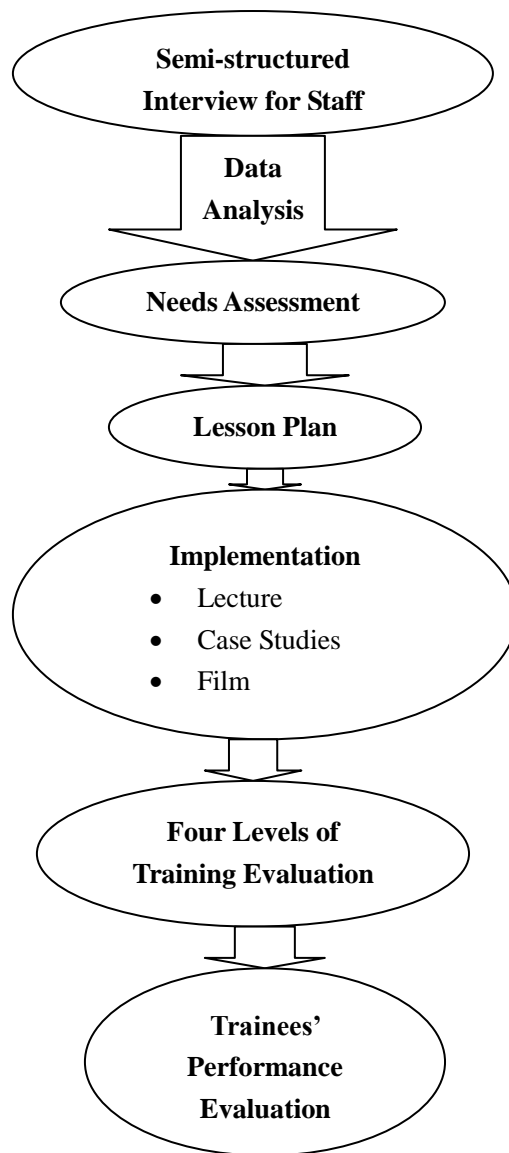 Semi-structured
Interview for Staff
Data
Analysis
Needs Assessment
Lesson Plan
Implementation
• Lecture
• Case Studies
• Film
Four Levels of
Training Evaluation
Trainees’
Performance
Evaluation